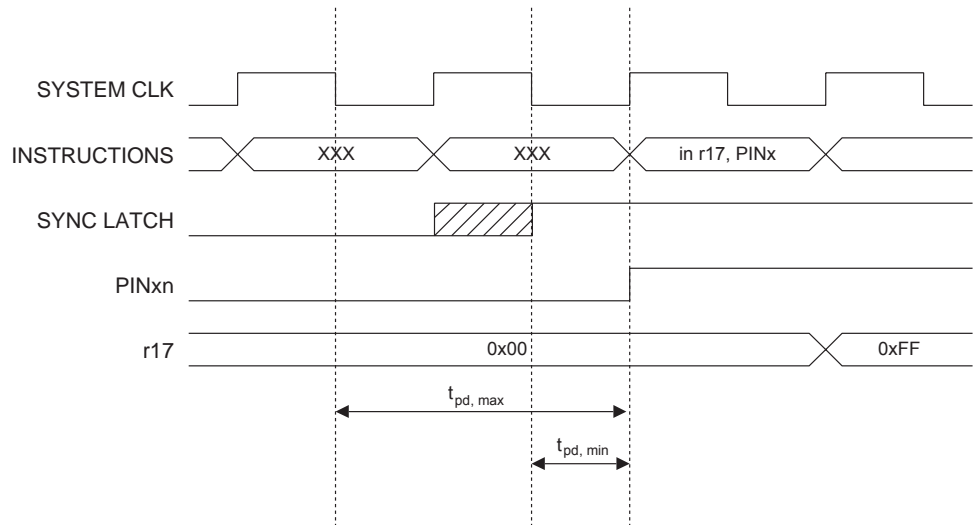 SYSTEM CLK
INSTRUCTIONS XXX XXX in r17, PINx
SYNC LATCH
PINxn
r17 0x00 0xFF
tpd, max
tpd, min